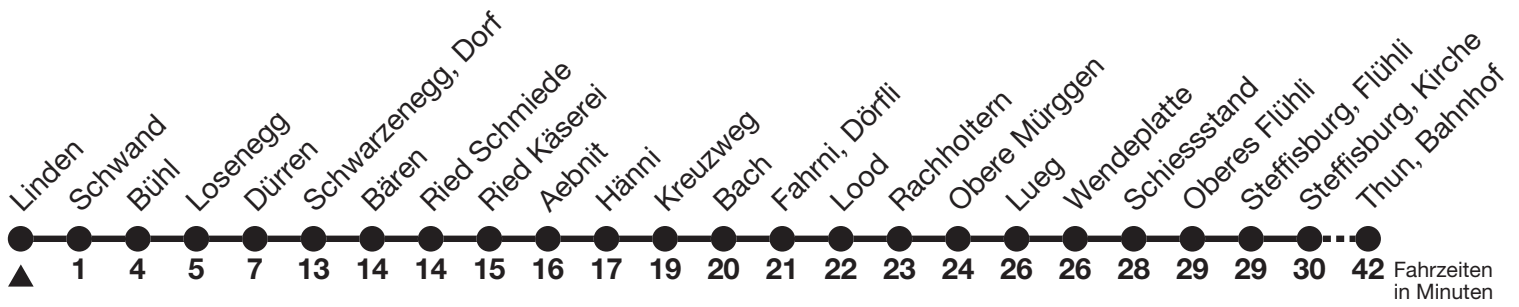 Linden
Schwand
Bühl
Losenegg
Dürren
Schwarzenegg, Dorf
Bären
Ried Schmiede
Ried Käserei
Aebnit
Hänni
Kreuzweg
Bach
Fahrni, Dörfli
Lood
Rachholtern
Obere Mürggen
Lueg
Wendeplatte
Schiessstand
Oberes Flühli
Steffisburg, Flühli
Steffisburg, Kirche
Thun, Bahnhof
1 4 5 7 13 14 14 15 16 17 19 20 21 22 23 24 26 26 28 29 29 30 42 Fahrzeiten
in Minuten